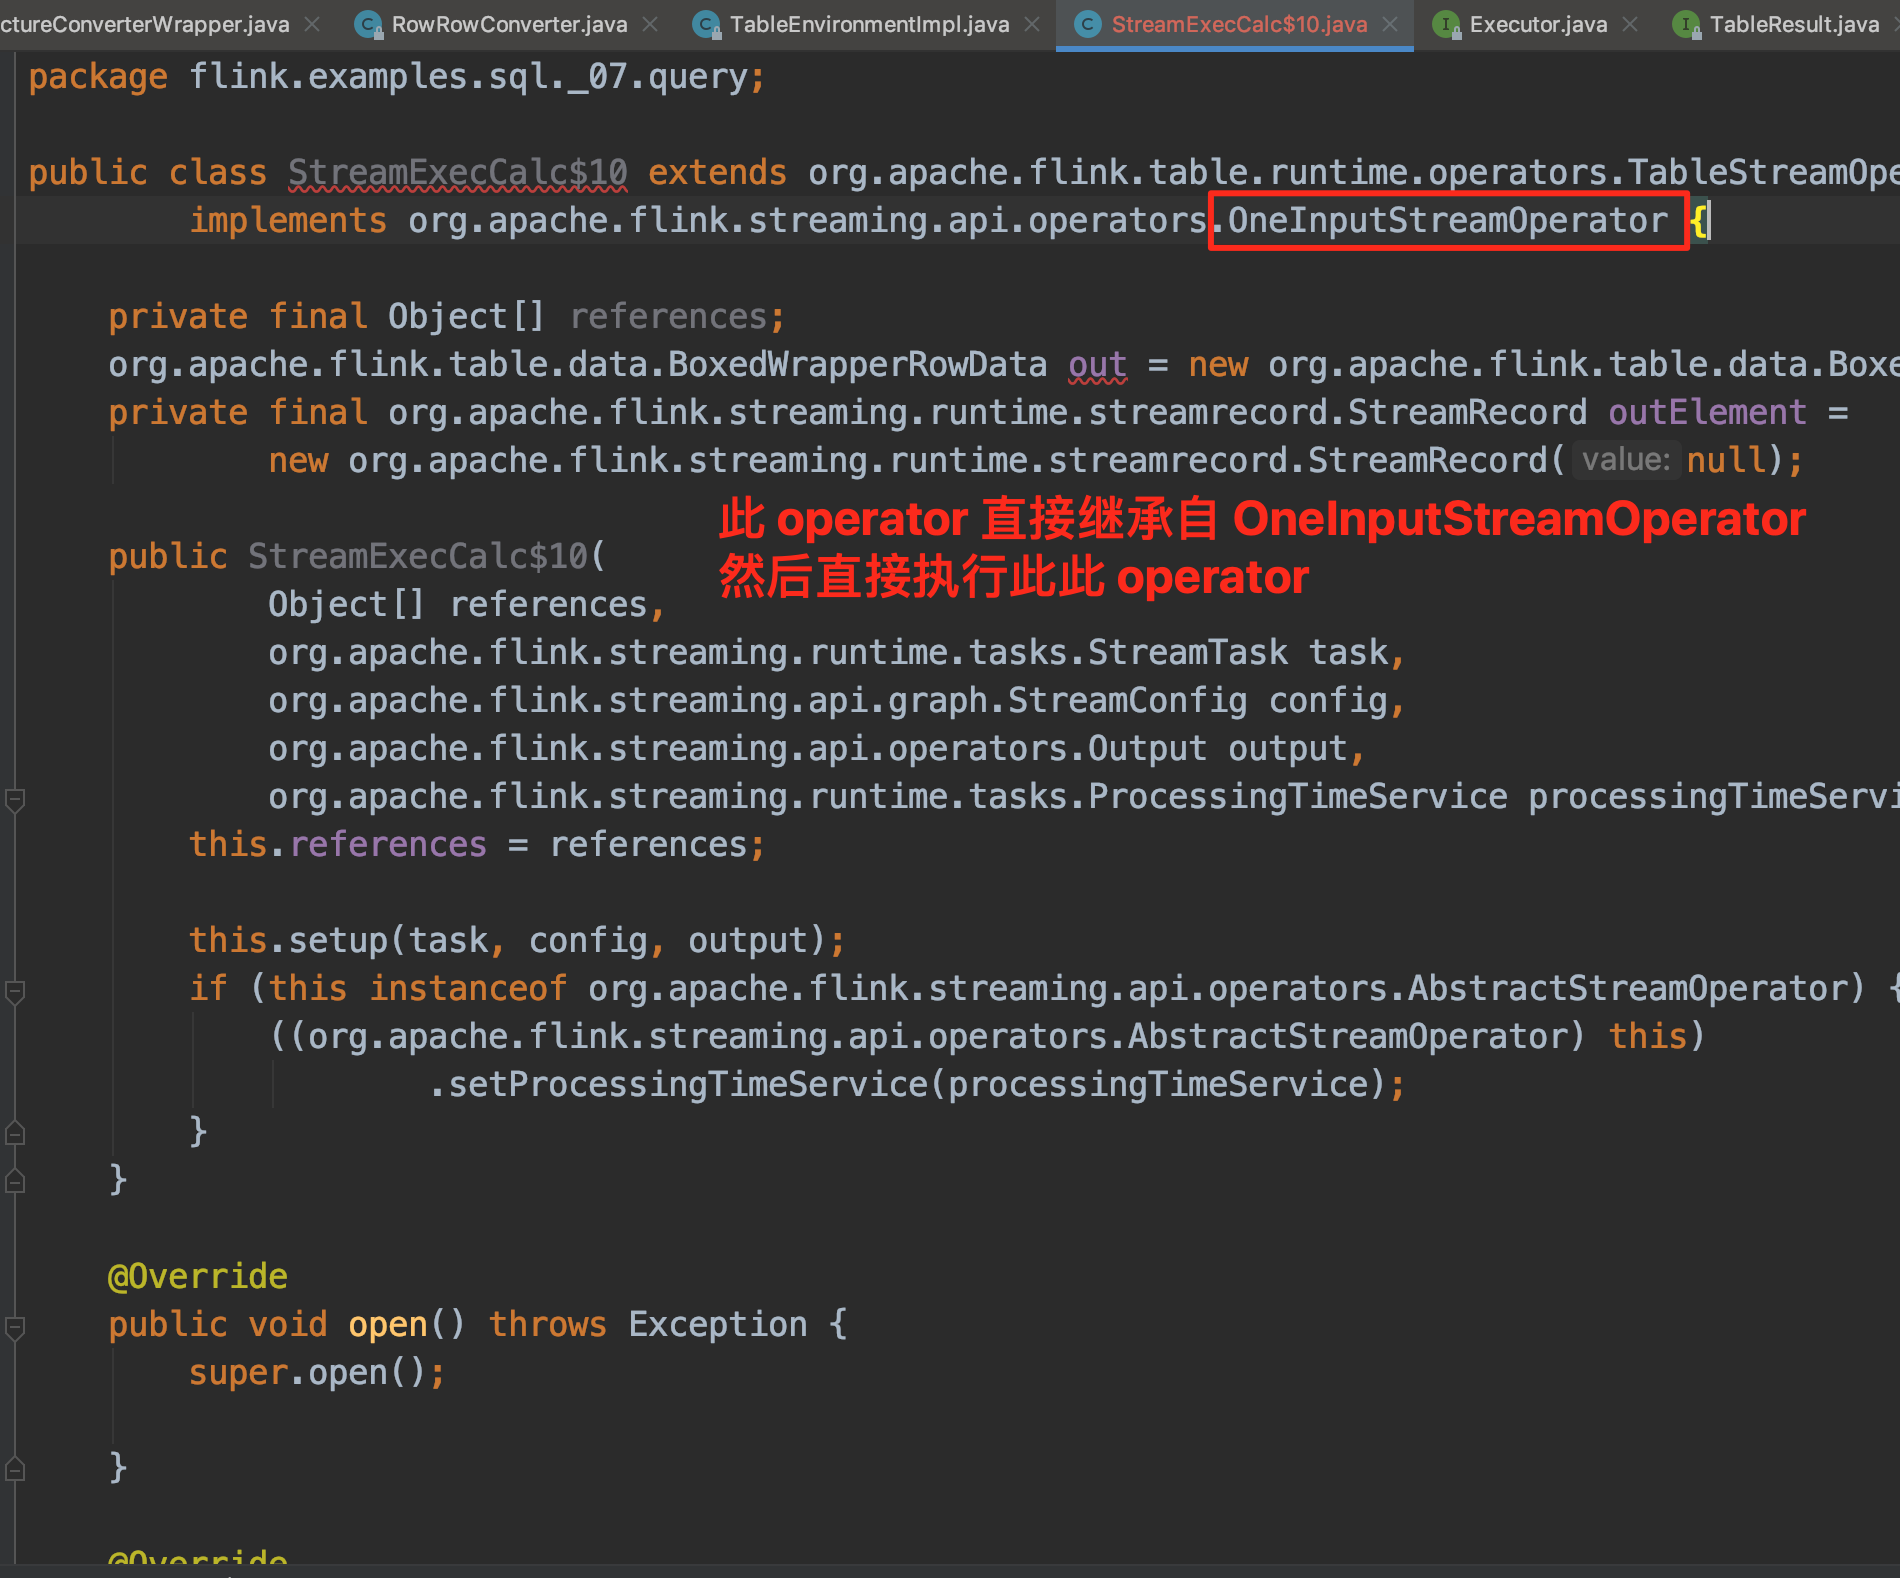 ctureConverterWrapper.java RowRowConverter.java TableEnvironmentImpl.java StreamExecCalc$10.java Executor.java TableResult.java
package flink.examples.sql._07.query;
public class StreamExecCalc$10 extends org.apache.flink.table.runtime.operators.TableStreamOpe
implements org.apache.flink.streaming.api.operators.OneInputStreamOperator {
private final Object[] references;
org.apache.flink.table.data.BoxedWrapperRowData out = new org.apache.flink.table.data.Boxe
private final org.apache.flink.streaming.runtime.streamrecord.StreamRecord outElement =
new org.apache.flink.streaming.runtime.streamrecord.StreamRecord( value: null);
此 operator 直接继承自 OneInputStreamOperator
然后直接执行此此 operator
public StreamExecCalc$10(
Object[] references,
org.apache.flink.streaming.runtime.tasks.StreamTask task,
org.apache.flink.streaming.api.graph.StreamConfig config,
org.apache.flink.streaming.api.operators.Output output,
org.apache.flink.streaming.runtime.tasks.ProcessingTimeService processingTimeServi
this.references = references;
this.setup(task, config, output);
if (this instanceof org.apache.flink.streaming.api.operators.AbstractStreamOperator) {
((org.apache.flink.streaming.api.operators.AbstractStreamOperator) this)
.setProcessingTimeService(processingTimeService);
}
}
@Override
public void open() throws Exception {
super.open();
}
@Override